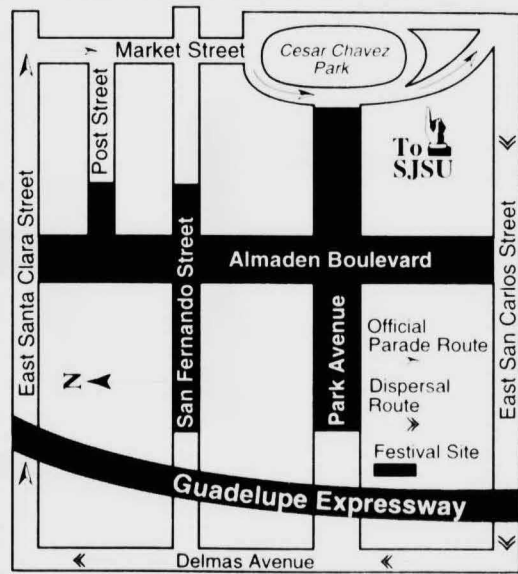 Market Street
Cesar Chavez
Park
Post Street
To
SJSU
East Santa Clara Street
San Fernando Street
Almaden Boulevard
East San Carlos Street
Park Avenue
Official
Parade Route
Dispersal
Route
Festival Site
N
Guadelupe Expressway
Delmas Avenue